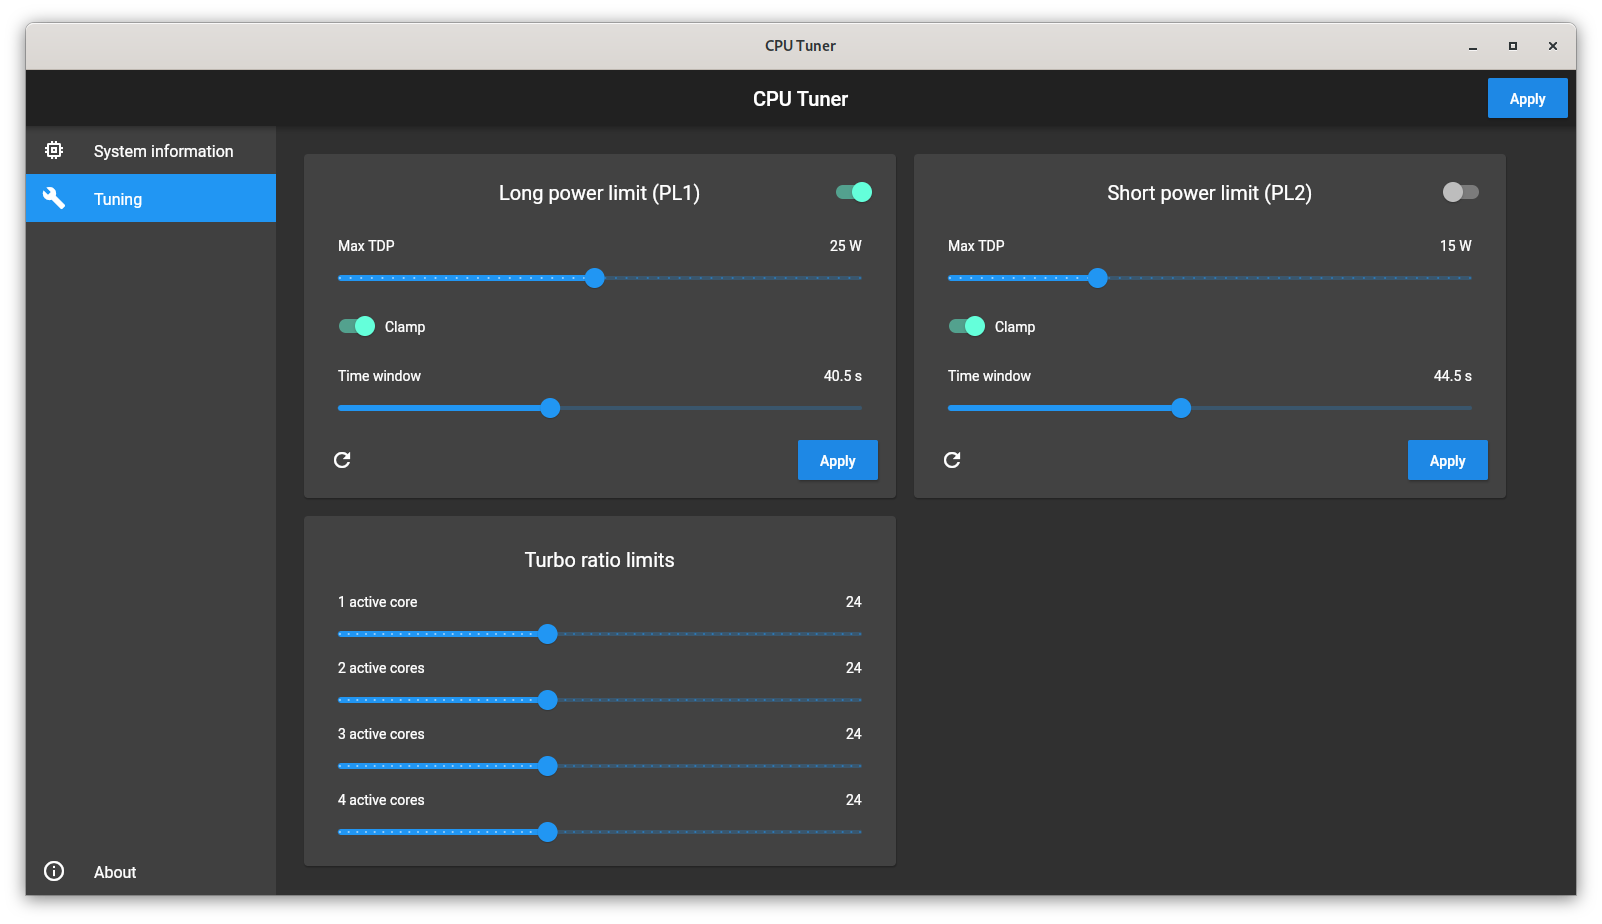 CPU Tuner
CPU Tuner
Apply
System information
Tuning
Long power limit (PL1)
Max TDP 25 W
Clamp
Time window 40.5 s
Apply
Short power limit (PL2)
Max TDP 15 W
Clamp
Time window 44.5 s
Apply
Turbo ratio limits
1 active core 24
2 active cores 24
3 active cores 24
4 active cores 24
About